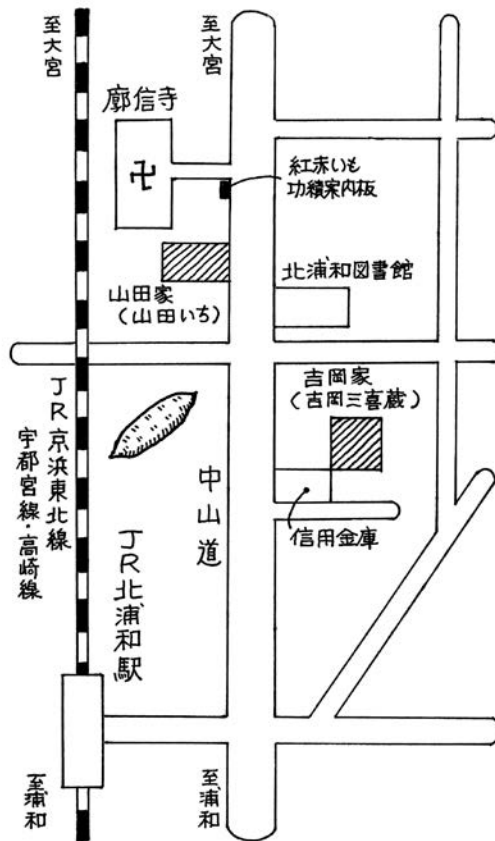 至大宮
至大宮
廓信寺
卍
紅赤いも
功績案内板
山田家
(山田いち)
北浦和図書館
吉岡家
(吉岡三喜蔵)
信用金庫
中山道
JR京浜東北線
宇都宮線・高崎線
JR北浦和駅
至浦和
至浦和